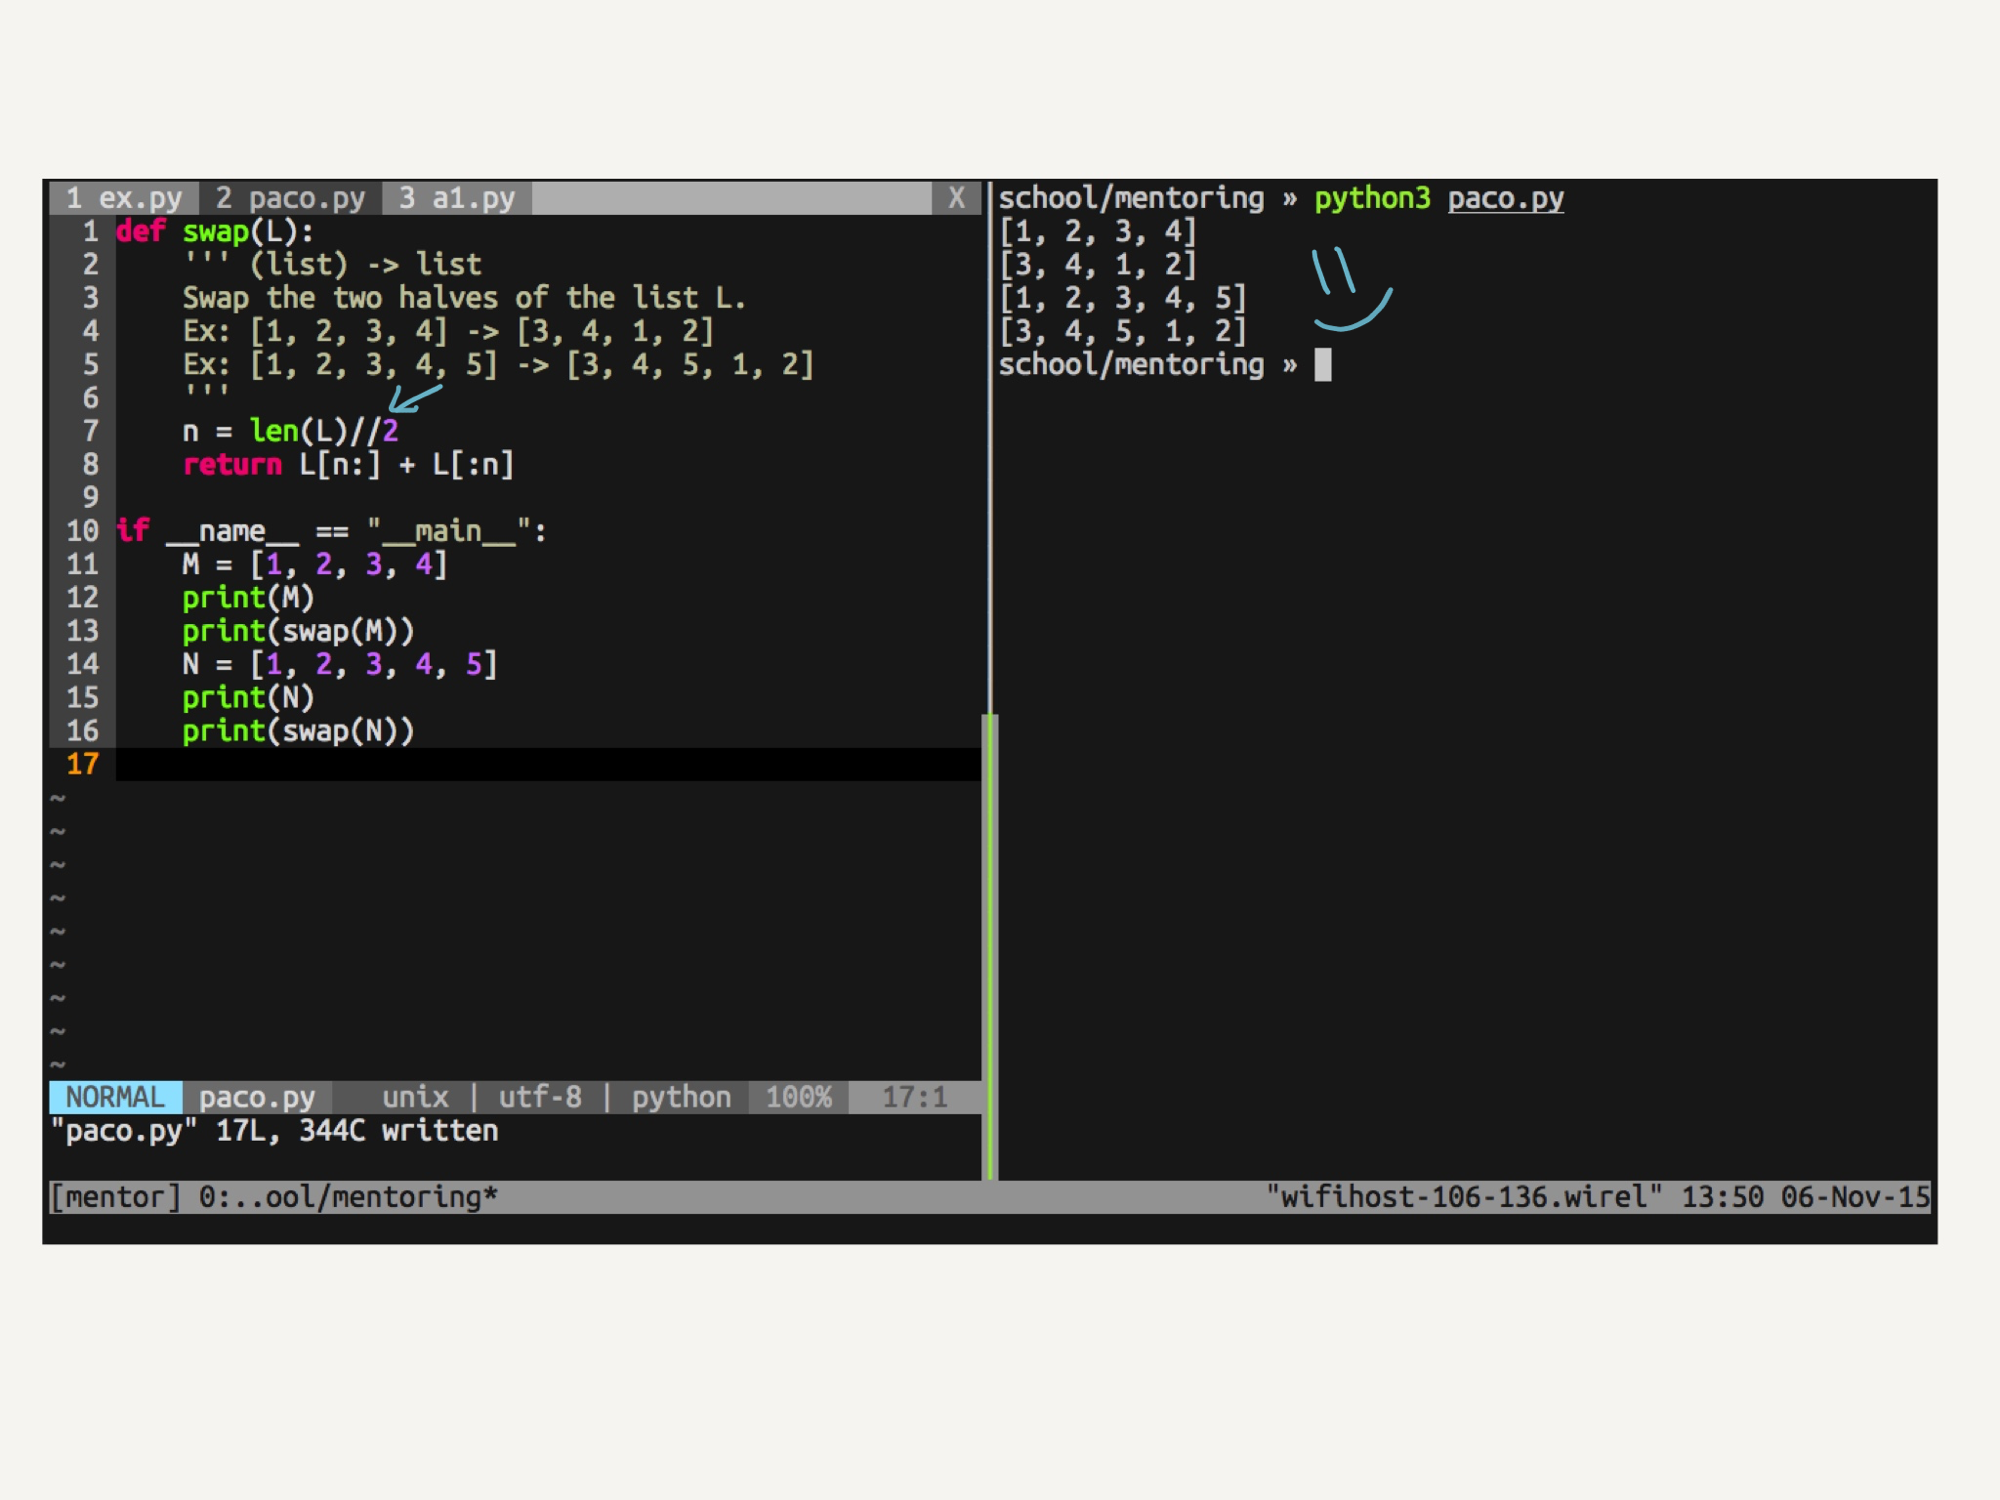 1 ex.py 2 paco.py 3 a1.py X
1 def swap(L):
2     ''' (list) -> list
3     Swap the two halves of the list L.
4     Ex: [1, 2, 3, 4] -> [3, 4, 1, 2]
5     Ex: [1, 2, 3, 4, 5] -> [3, 4, 5, 1, 2]
6     '''
7     n = len(L)//2
8     return L[n:] + L[:n]
9
10 if __name__ == "__main__":
11     M = [1, 2, 3, 4]
12     print(M)
13     print(swap(M))
14     N = [1, 2, 3, 4, 5]
15     print(N)
16     print(swap(N))
17
~
~
~
~
~
~
~
~
~
NORMAL paco.py unix | utf-8 | python 100% 17:1
"paco.py" 17L, 344C written
school/mentoring » python3 paco.py
[1, 2, 3, 4]
[3, 4, 1, 2]
[1, 2, 3, 4, 5]
[3, 4, 5, 1, 2]
school/mentoring »
[mentor] 0:..ool/mentoring* "wifihost-106-136.wirel" 13:50 06-Nov-15